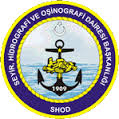 SEYİR, HİDROGRAFİ VE OŞİNOGRAFİ DAİRESİ BAŞKANLIĞI
1909
SHOD